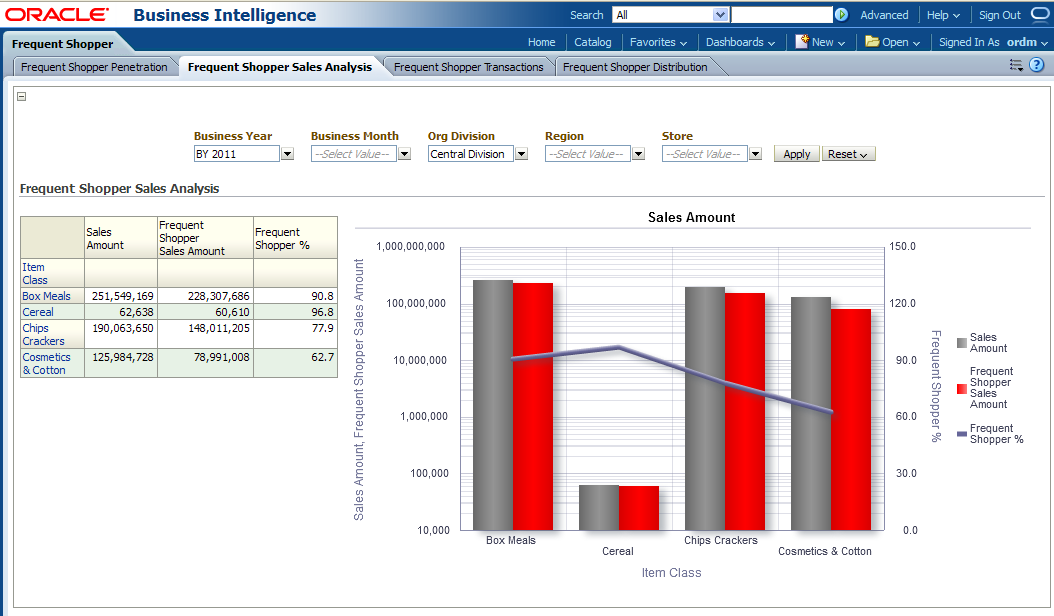 ORACLE Business Intelligence Search All Advanced Help Sign Out
Frequent Shopper Home Catalog Favorites Dashboards New Open Signed In As ordm
Frequent Shopper Penetration Frequent Shopper Sales Analysis Frequent Shopper Transactions Frequent Shopper Distribution
Business Year Business Month Org Division Region Store
BY 2011 --Select Value-- Central Division --Select Value-- --Select Value-- Apply Reset
Frequent Shopper Sales Analysis
Sales Amount
Frequent Shopper Sales Amount
Frequent Shopper %
Item Class
Box Meals 251,549,169 228,307,686 90.8
Cereal 62,638 60,610 96.8
Chips Crackers 190,063,650 148,011,205 77.9
Cosmetics & Cotton 125,984,728 78,991,008 62.7
Sales Amount
Sales Amount, Frequent Shopper Sales Amount
1,000,000,000
100,000,000
10,000,000
1,000,000
100,000
10,000
150.0
120.0
90.0
60.0
30.0
0.0
Frequent Shopper %
Box Meals
Cereal
Chips Crackers
Cosmetics & Cotton
Item Class
Sales
Amount
Frequent
Shopper
Sales
Amount
Frequent
Shopper %